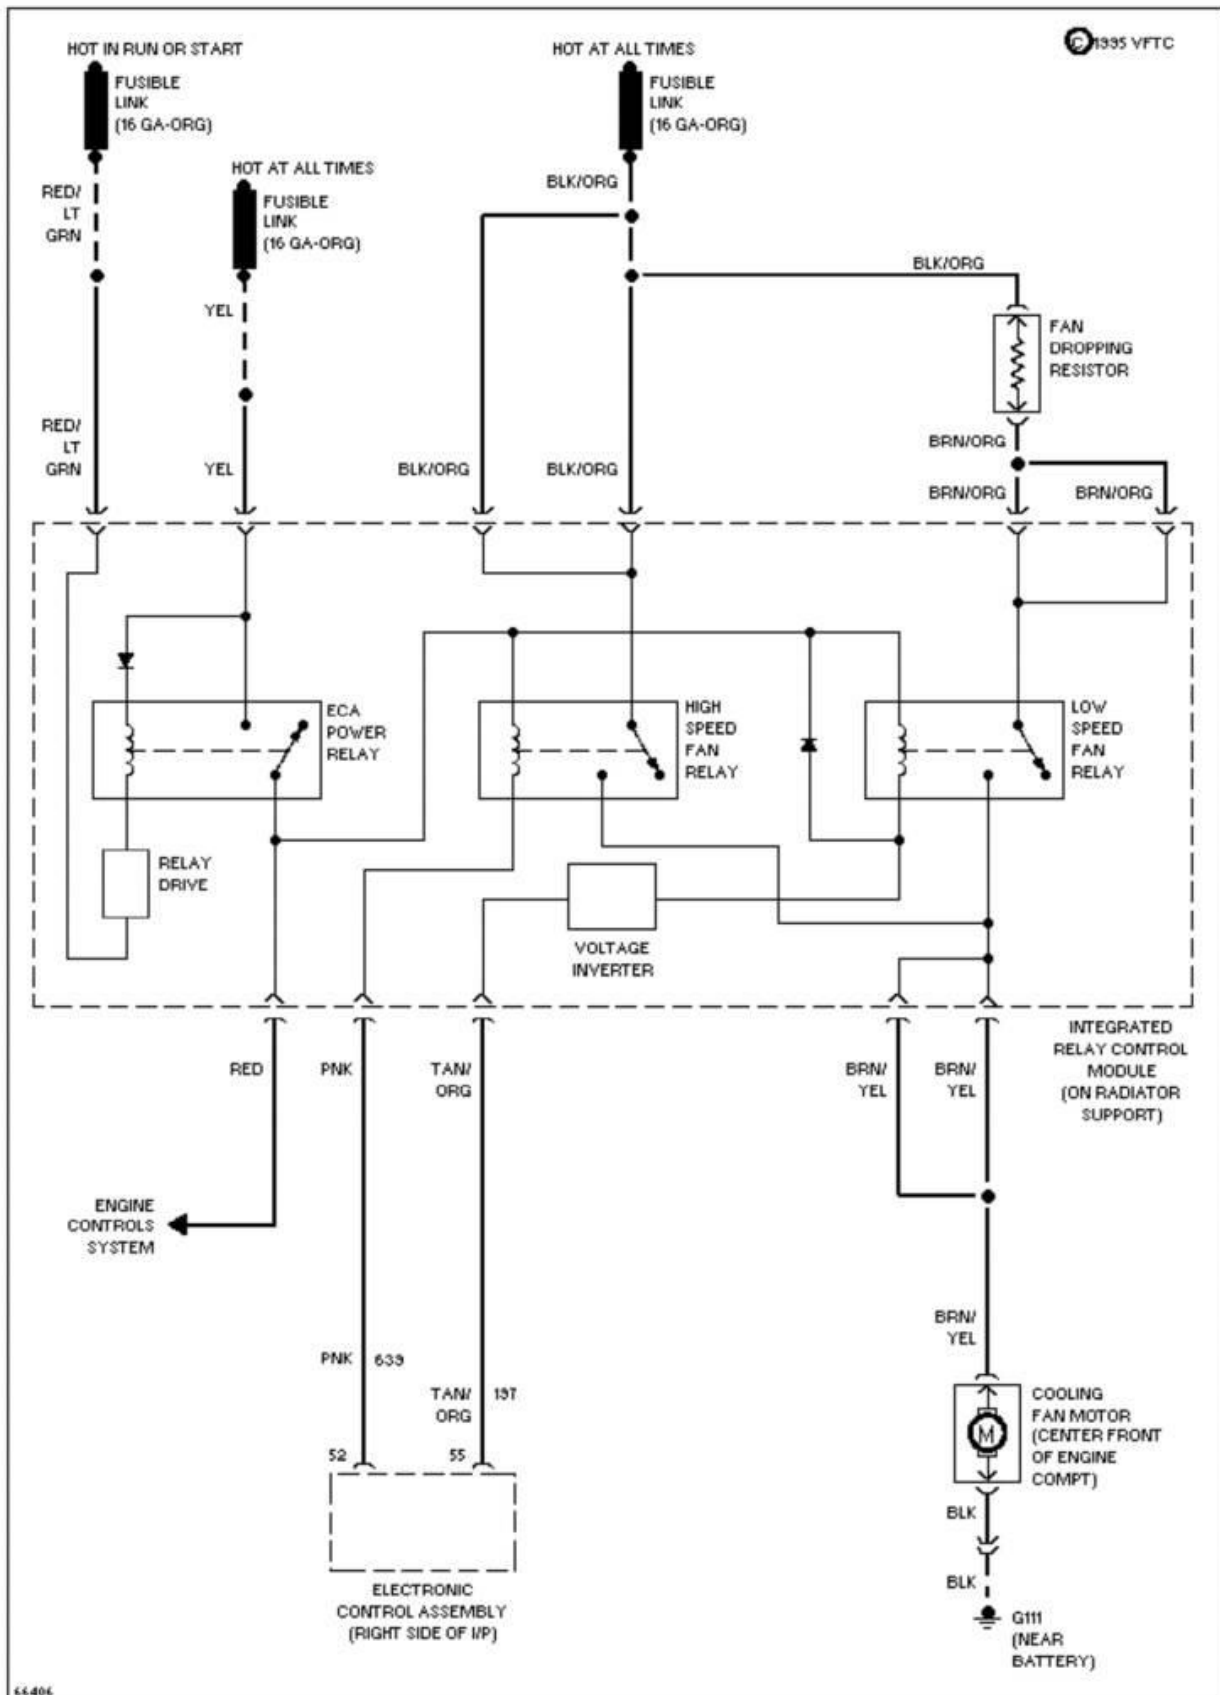 HOT IN RUN OR START
FUSIBLE
LINK
(16 GA-ORG)
HOT AT ALL TIMES
FUSIBLE
LINK
(16 GA-ORG)
© 1995 VFTC
HOT AT ALL TIMES
FUSIBLE
LINK
(16 GA-ORG)
RED/
LT
GRN
YEL
BLK/ORG
BLK/ORG
FAN
DROPPING
RESISTOR
RED/
LT
GRN
YEL
BLK/ORG
BLK/ORG
BRN/ORG
BRN/ORG
BRN/ORG
ECA
POWER
RELAY
HIGH
SPEED
FAN
RELAY
LOW
SPEED
FAN
RELAY
RELAY
DRIVE
VOLTAGE
INVERTER
INTEGRATED
RELAY CONTROL
MODULE
(ON RADIATOR
SUPPORT)
RED
PNK
TAN/
ORG
BRN/
YEL
BRN/
YEL
ENGINE
CONTROLS
SYSTEM
BRN/
YEL
PNK
639
TAN/
ORG
197
52
55
COOLING
FAN MOTOR
(CENTER FRONT
OF ENGINE
COMPT)
M
BLK
BLK
ELECTRONIC
CONTROL ASSEMBLY
(RIGHT SIDE OF I/P)
G111
(NEAR
BATTERY)
66406